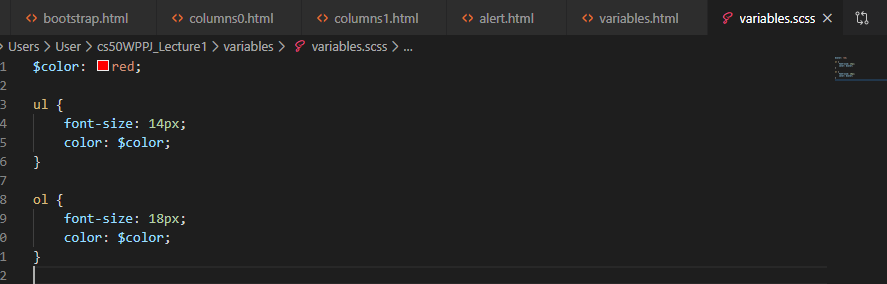 bootstrap.html columns0.html columns1.html alert.html variables.html variables.scss
Users > User > cs50WPPJ_Lecture1 > variables > variables.scss > ...
1 $color: red;
2
3 ul {
4 font-size: 14px;
5 color: $color;
6 }
7
8 ol {
9 font-size: 18px;
0 color: $color;
1 }
2